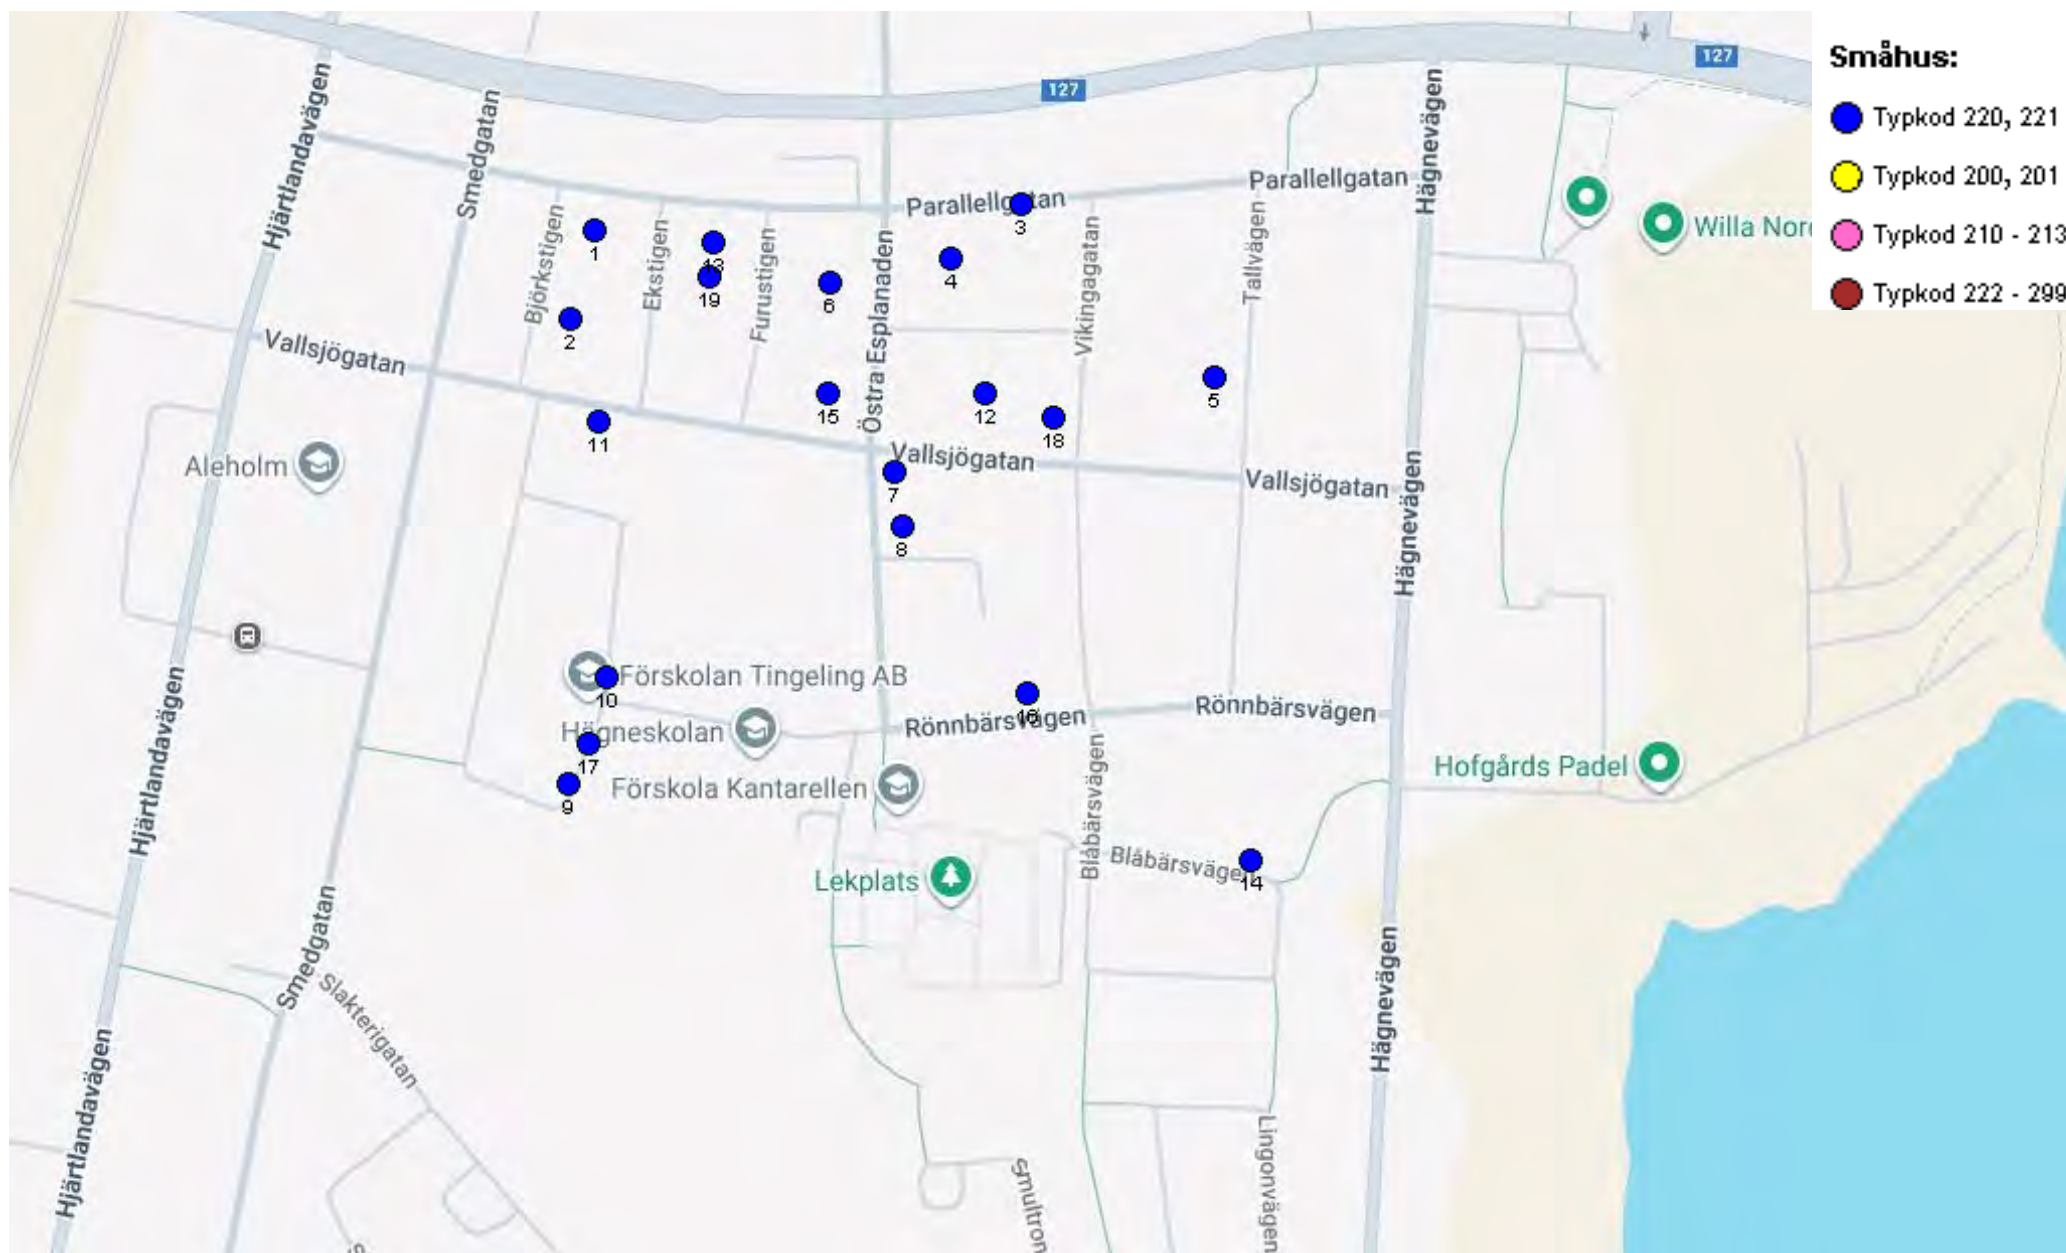 Småhus:
Typkod 220, 221
Typkod 200, 201
Typkod 210 - 213
Typkod 222 - 299
127
127
Hjärtlandavägen
Smedgatan
Hägnevägen
Parallellgatan
Parallellgatan
3
Willa Nor
Björkstigen
1
Ekstigen
13
19
Furustigen
6
Östra Esplanaden
4
Vikingagatan
Tallvägen
2
Vallsjögatan
11
15
12
18
5
Aleholm
Vallsjögatan
Vallsjögatan
7
Hägnevägen
8
Förskolan Tingeling AB
10
Hägneskolan
Rönnbärsvägen
16
Rönnbärsvägen
17
9
Förskola Kantarellen
Hofgårds Padel
Hjärtlandavägen
Blåbärsvägen
Blåbärsvägen
14
Lekplats
Smedgatan
Slakterigatan
Hägnevägen
Hjärtlandavägen
Smultron
Lingonvägen